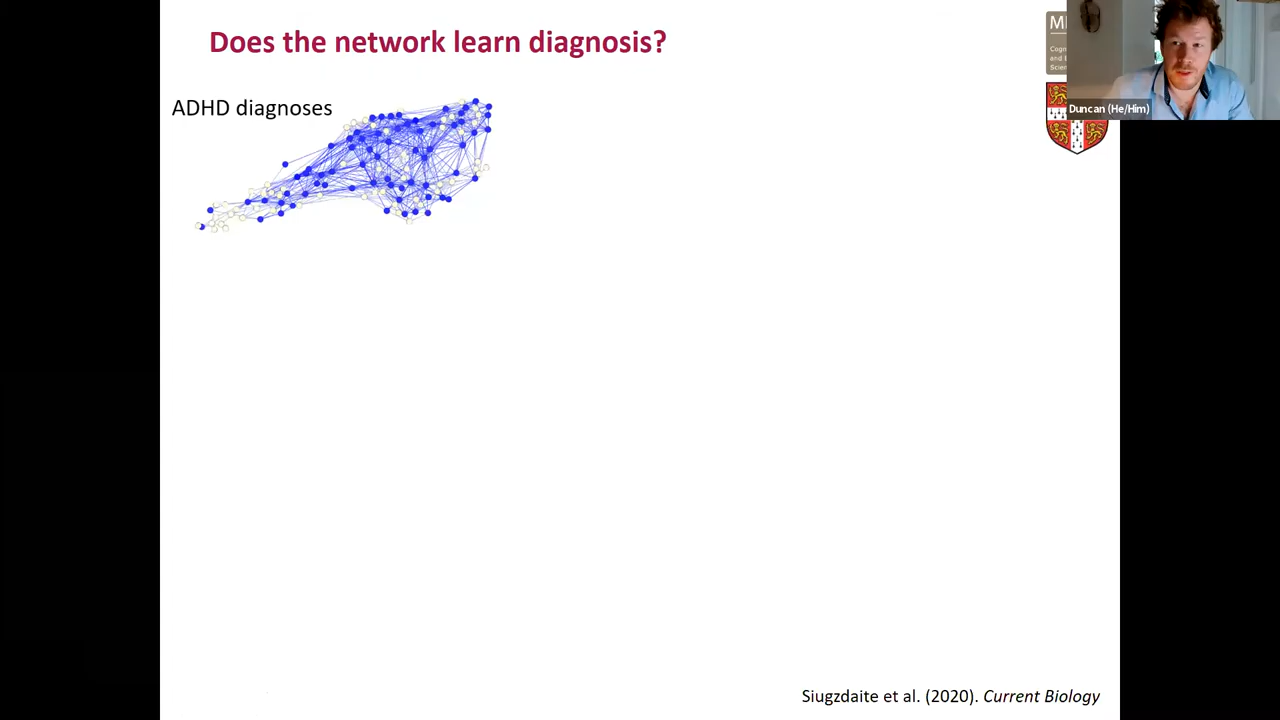 Does the network learn diagnosis?
ADHD diagnoses
Duncan (He/Him)
Siugzdaite et al. (2020). Current Biology